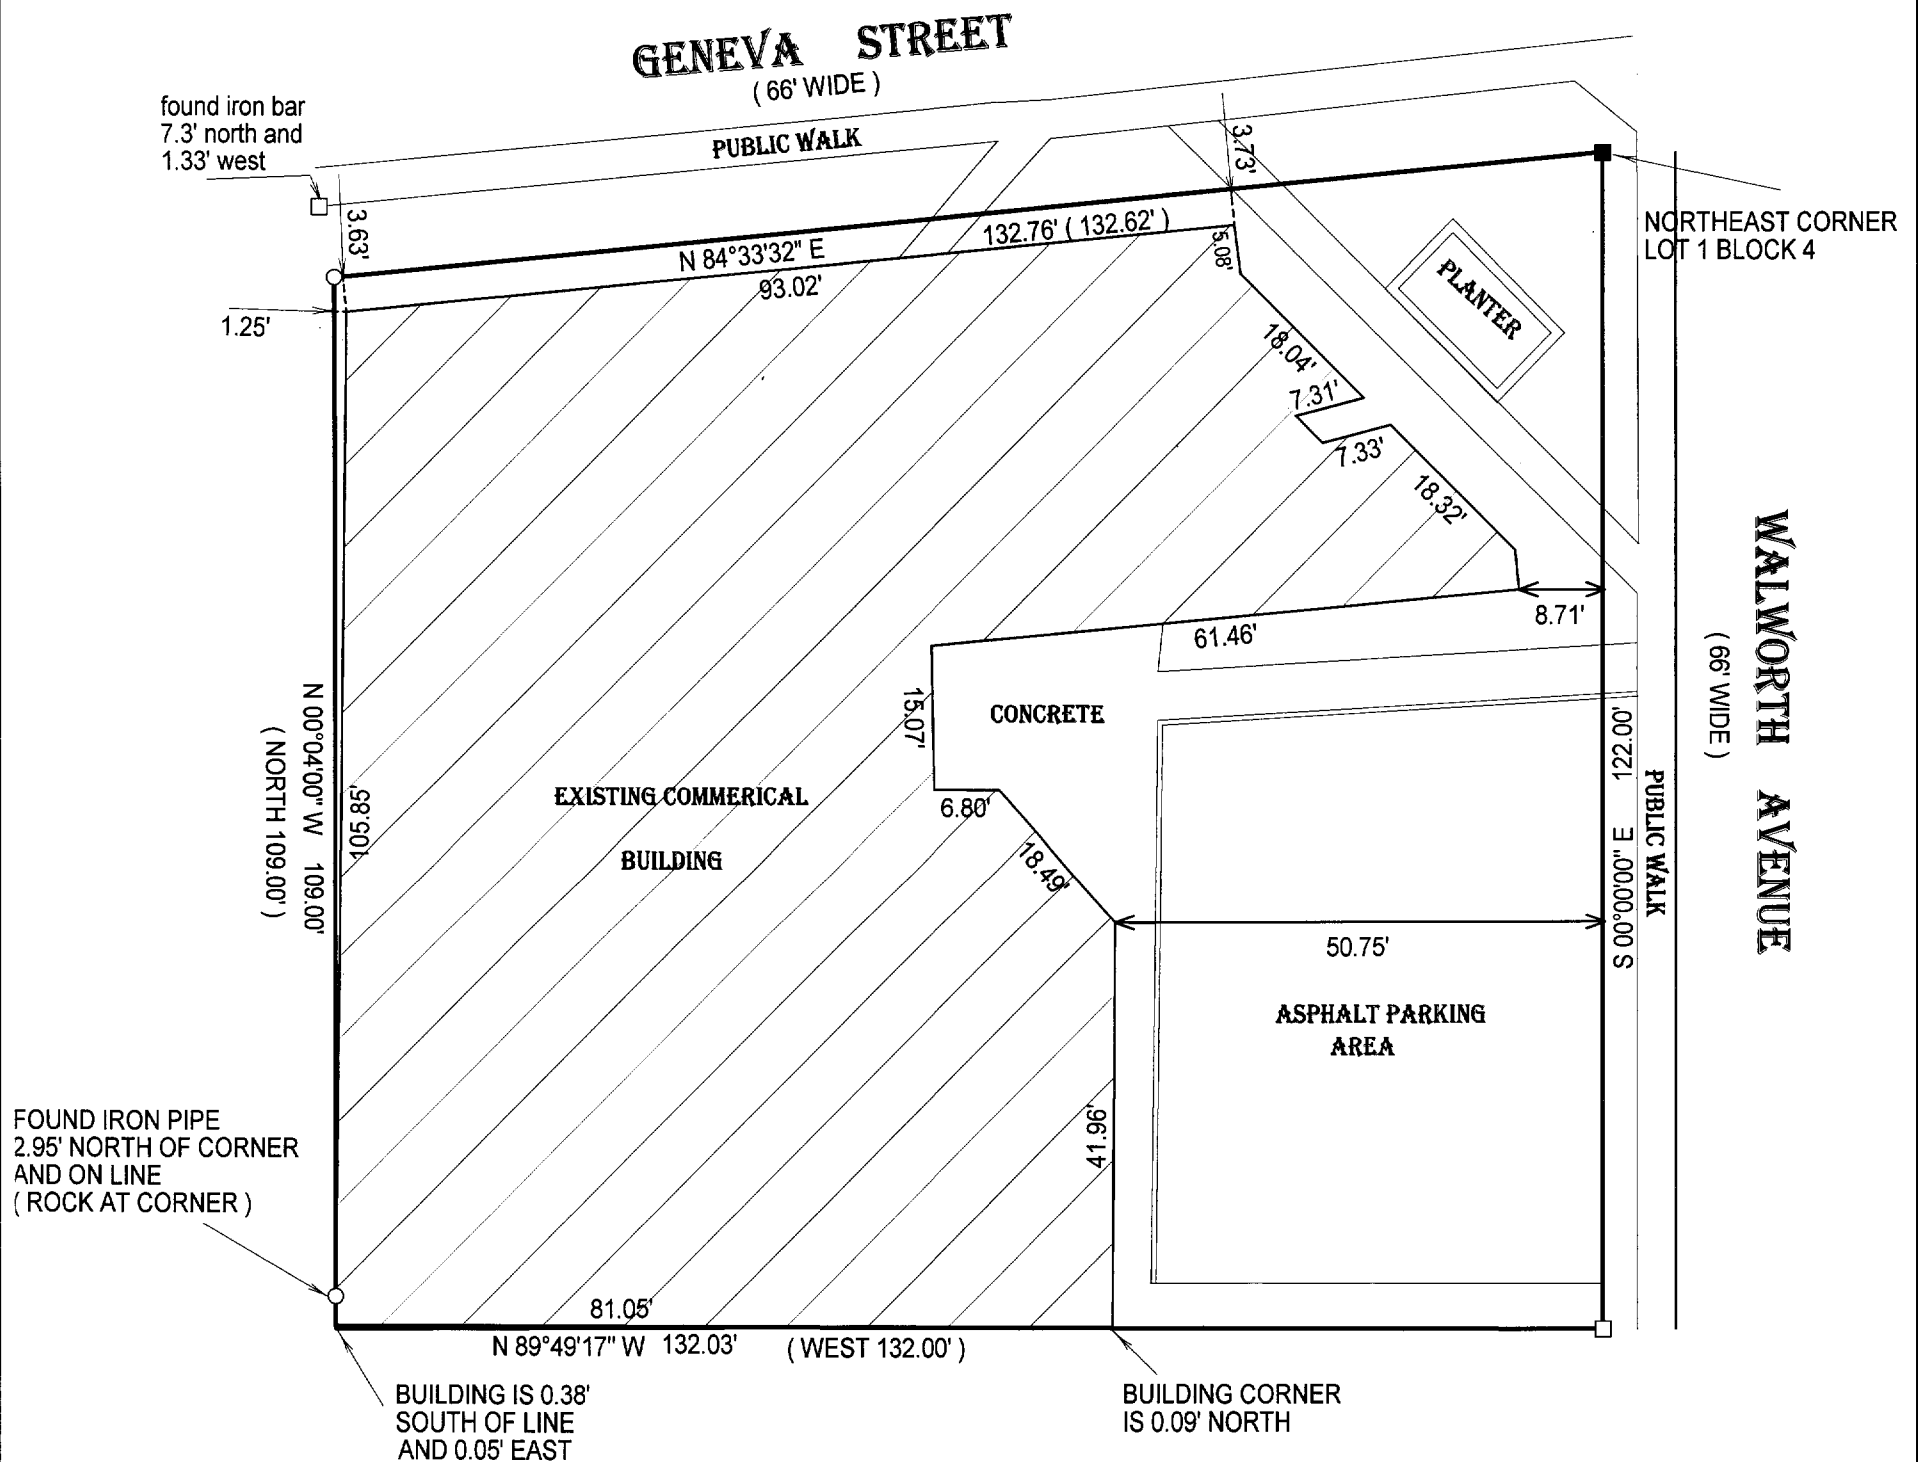 GENEVA STREET
( 66' WIDE )
found iron bar
7.3' north and
1.33' west
PUBLIC WALK
3.73'
3.63'
NORTHEAST CORNER
LOT 1 BLOCK 4
132.76' ( 132.62' )
N 84°33'32" E
93.02'
5.08'
1.25'
PLANTER
18.04'
7.31'
7.33'
18.32'
8.71'
61.46'
WALWORTH AVENUE
( 66' WIDE )
15.07'
CONCRETE
N 00°04'00" W 109.00'
( NORTH 109.00' )
105.85'
EXISTING COMMERICAL
BUILDING
6.80'
18.49'
S 00°00'00" E 122.00'
PUBLIC WALK
50.75'
ASPHALT PARKING
AREA
41.96'
FOUND IRON PIPE
2.95' NORTH OF CORNER
AND ON LINE
( ROCK AT CORNER )
81.05'
N 89°49'17" W 132.03' ( WEST 132.00' )
BUILDING IS 0.38'
SOUTH OF LINE
AND 0.05' EAST
BUILDING CORNER
IS 0.09' NORTH